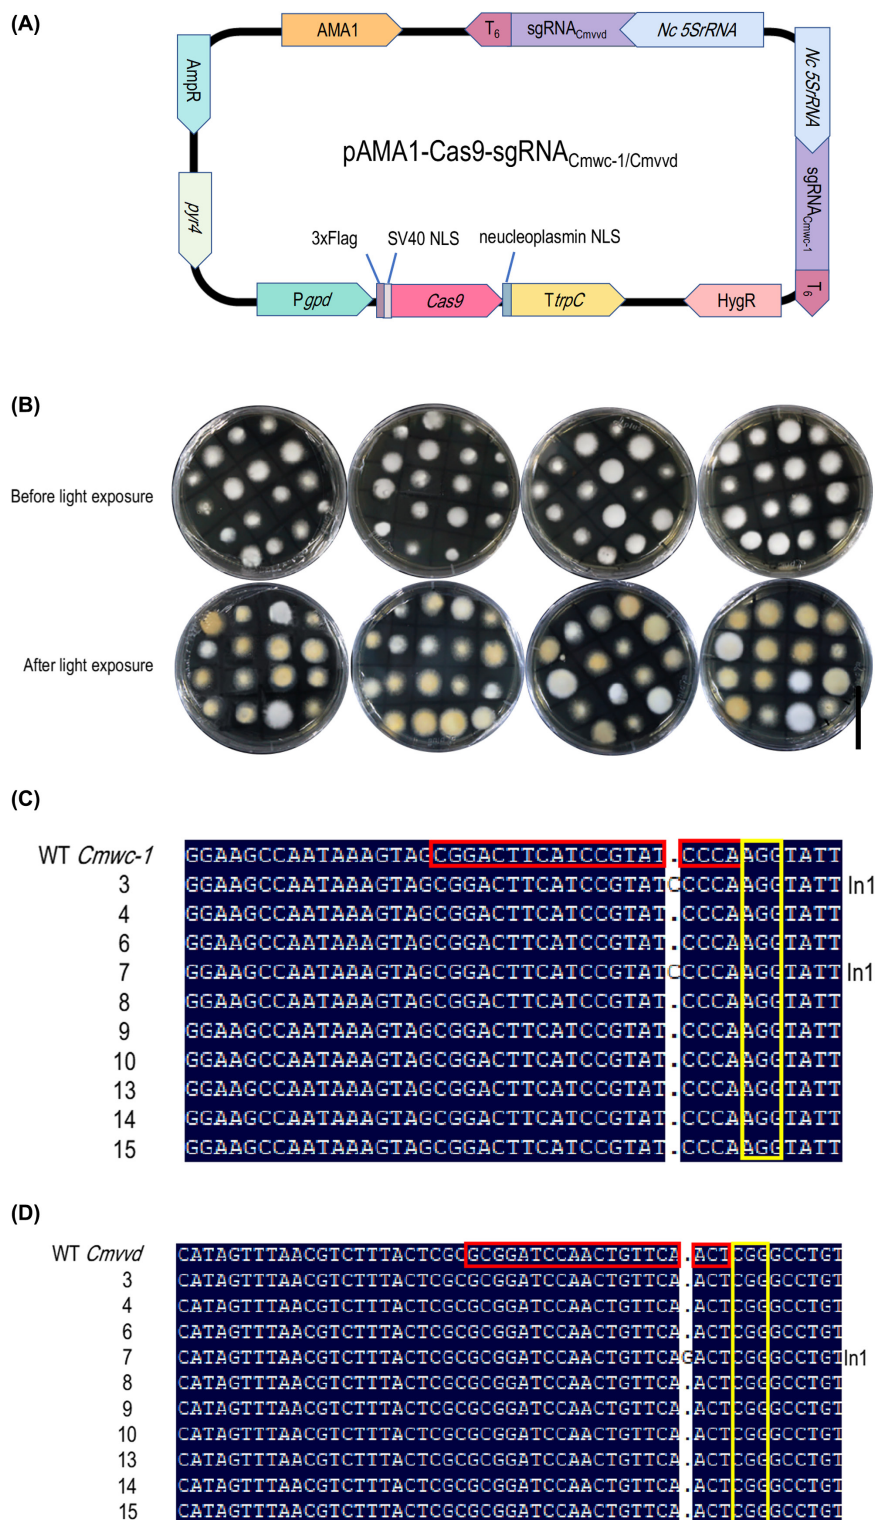 (A)
AMA1
T6
sgRNACmvvd
Nc 5SrRNA
AmpR
Nc 5SrRNA
pAMA1-Cas9-sgRNACmwc-1/Cmvvd
pyr4
sgRNACmwc-1
3xFlag
SV40 NLS
neucleoplasmin NLS
T6
Pgpd
Cas9
TtrpC
HygR
(B)
Before light exposure
After light exposure
(C)
WT Cmwc-1 GGAAGCCAATAAAGTAGCGGACTTCATCCGTAT.CCCAAGGTATT
3 GGAAGCCAATAAAGTAGCGGACTTCATCCGTATCCCCAAGGTATT In1
4 GGAAGCCAATAAAGTAGCGGACTTCATCCGTAT.CCCAAGGTATT
6 GGAAGCCAATAAAGTAGCGGACTTCATCCGTAT.CCCAAGGTATT
7 GGAAGCCAATAAAGTAGCGGACTTCATCCGTATCCCCAAGGTATT In1
8 GGAAGCCAATAAAGTAGCGGACTTCATCCGTAT.CCCAAGGTATT
9 GGAAGCCAATAAAGTAGCGGACTTCATCCGTAT.CCCAAGGTATT
10 GGAAGCCAATAAAGTAGCGGACTTCATCCGTAT.CCCAAGGTATT
13 GGAAGCCAATAAAGTAGCGGACTTCATCCGTAT.CCCAAGGTATT
14 GGAAGCCAATAAAGTAGCGGACTTCATCCGTAT.CCCAAGGTATT
15 GGAAGCCAATAAAGTAGCGGACTTCATCCGTAT.CCCAAGGTATT
(D)
WT Cmvvd CATAGTTTAACGTCTTTACTCGCGCGGATCCAACTGTTCA.ACTCGGGCCTGT
3 CATAGTTTAACGTCTTTACTCGCGCGGATCCAACTGTTCA.ACTCGGGCCTGT
4 CATAGTTTAACGTCTTTACTCGCGCGGATCCAACTGTTCA.ACTCGGGCCTGT
6 CATAGTTTAACGTCTTTACTCGCGCGGATCCAACTGTTCA.ACTCGGGCCTGT
7 CATAGTTTAACGTCTTTACTCGCGCGGATCCAACTGTTCAGACTCGGGCCTGT In1
8 CATAGTTTAACGTCTTTACTCGCGCGGATCCAACTGTTCA.ACTCGGGCCTGT
9 CATAGTTTAACGTCTTTACTCGCGCGGATCCAACTGTTCA.ACTCGGGCCTGT
10 CATAGTTTAACGTCTTTACTCGCGCGGATCCAACTGTTCA.ACTCGGGCCTGT
13 CATAGTTTAACGTCTTTACTCGCGCGGATCCAACTGTTCA.ACTCGGGCCTGT
14 CATAGTTTAACGTCTTTACTCGCGCGGATCCAACTGTTCA.ACTCGGGCCTGT
15 CATAGTTTAACGTCTTTACTCGCGCGGATCCAACTGTTCA.ACTCGGGCCTGT